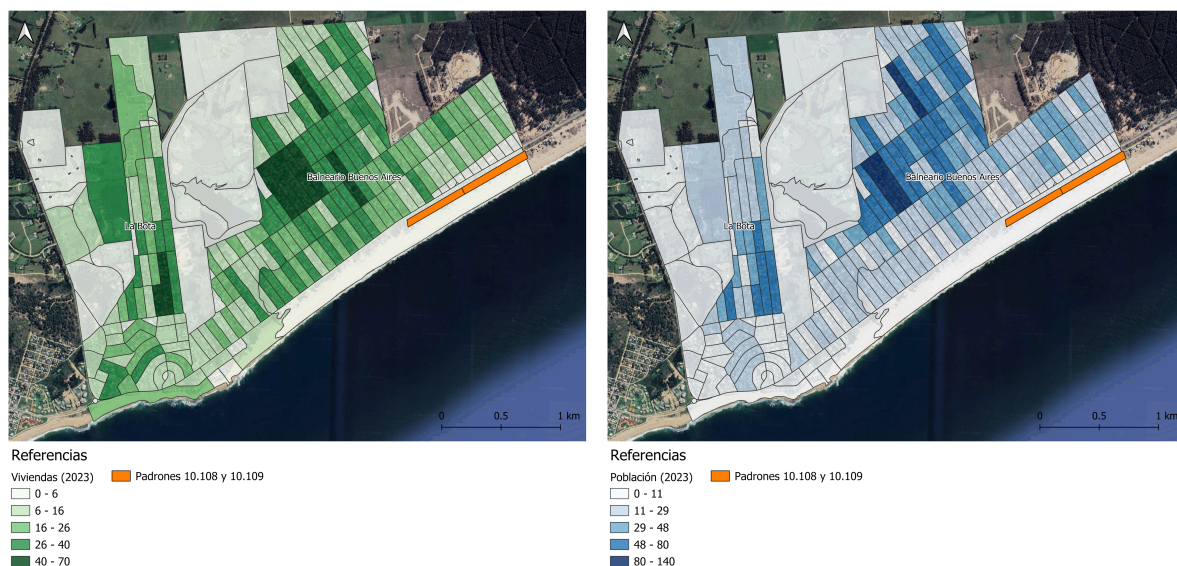 Balneario Buenos Aires
La Bota
0 0.5 1 km
Referencias
Viviendas (2023) Padrones 10.108 y 10.109
0 - 6
6 - 16
16 - 26
26 - 40
40 - 70
Balneario Buenos Aires
La Bota
0 0.5 1 km
Referencias
Población (2023) Padrones 10.108 y 10.109
0 - 11
11 - 29
29 - 48
48 - 80
80 - 140